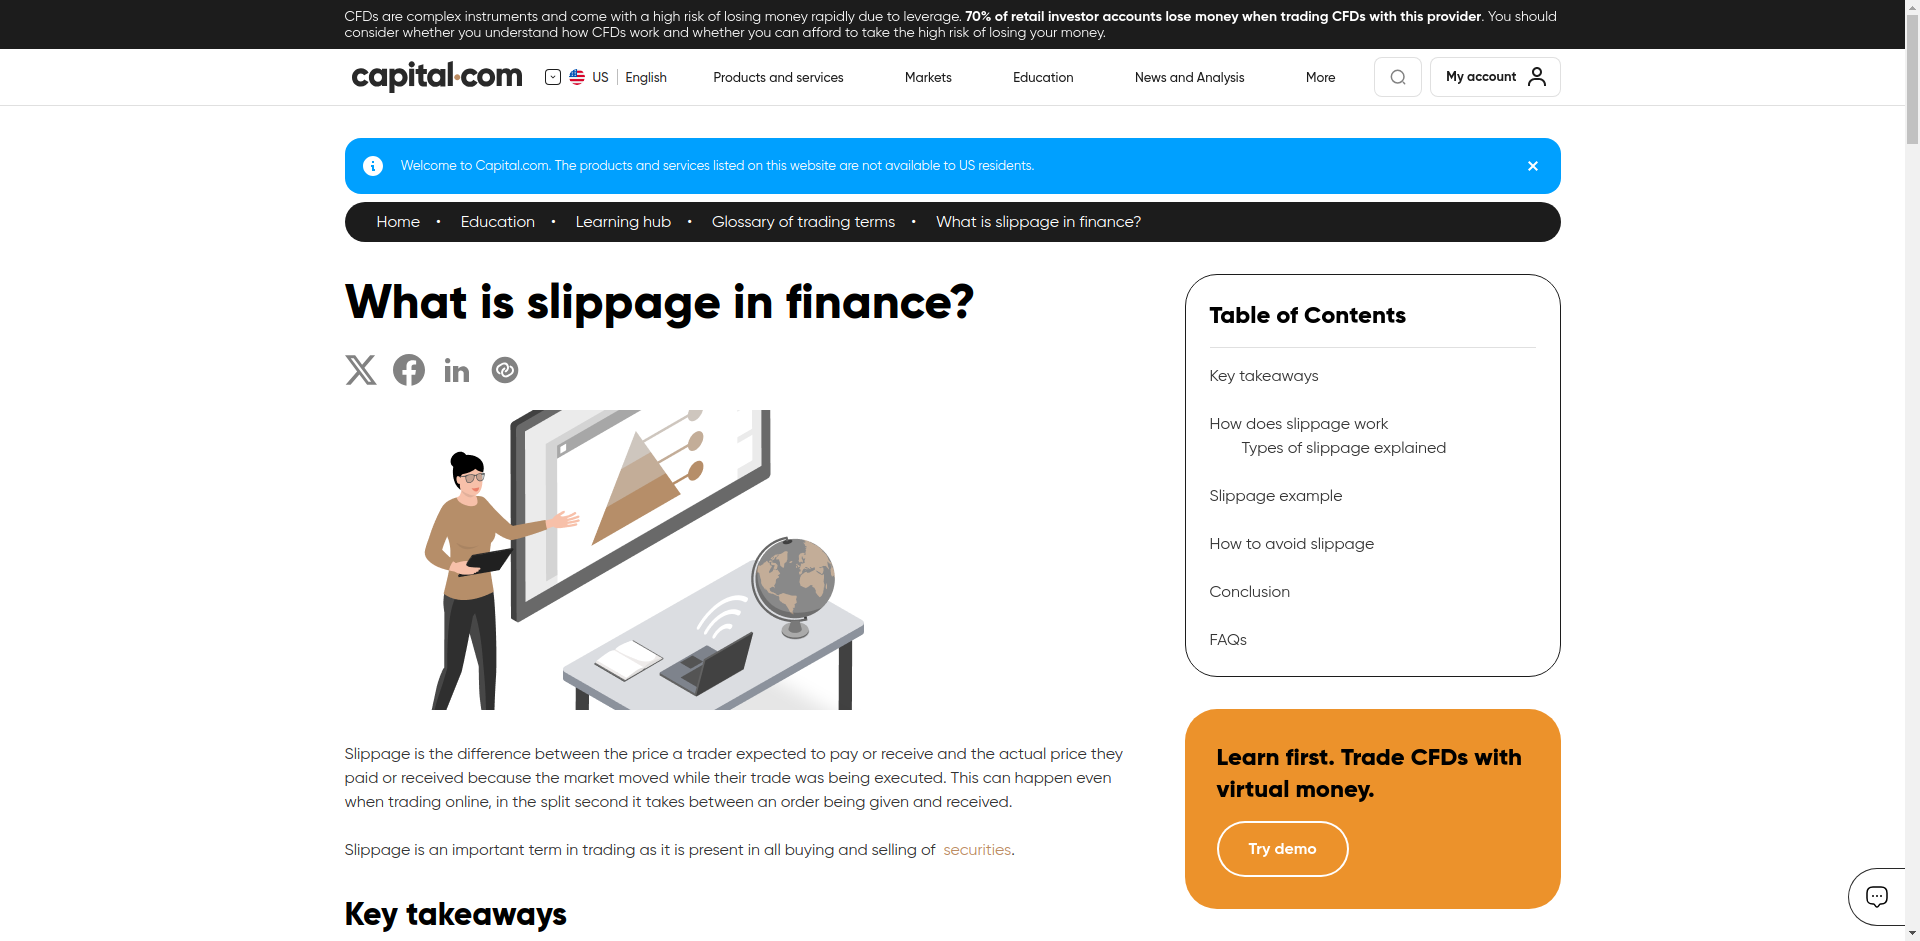 CFDs are complex instruments and come with a high risk of losing money rapidly due to leverage. 70% of retail investor accounts lose money when trading CFDs with this provider. You should
consider whether you understand how CFDs work and whether you can afford to take the high risk of losing your money.
capital.com US English Products and services Markets Education News and Analysis More My account
Welcome to Capital.com. The products and services listed on this website are not available to US residents.
Home • Education • Learning hub • Glossary of trading terms • What is slippage in finance?
What is slippage in finance?
Slippage is the difference between the price a trader expected to pay or receive and the actual price they
paid or received because the market moved while their trade was being executed. This can happen even
when trading online, in the split second it takes between an order being given and received.
Slippage is an important term in trading as it is present in all buying and selling of securities.
Key takeaways
Table of Contents
Key takeaways
How does slippage work
Types of slippage explained
Slippage example
How to avoid slippage
Conclusion
FAQs
Learn first. Trade CFDs with
virtual money.
Try demo